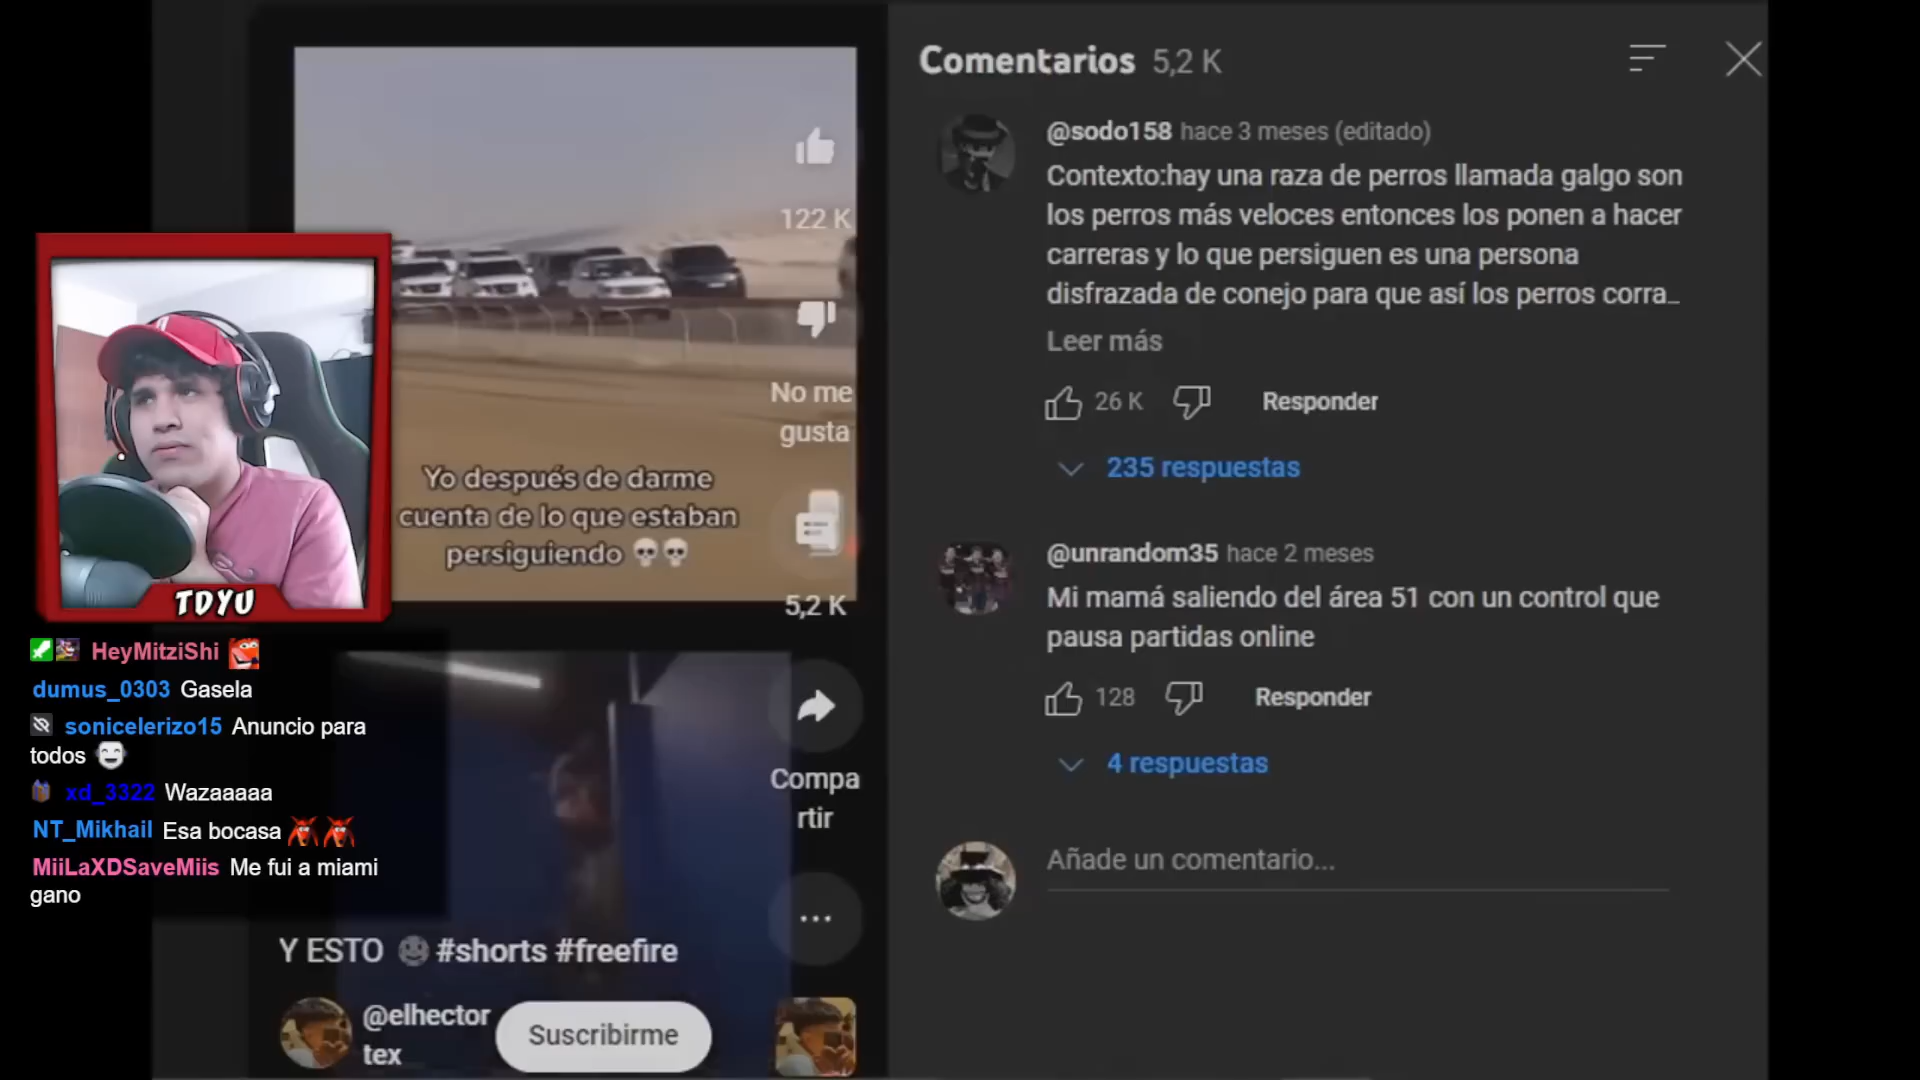 Comentarios 5,2 K
@sodo158 hace 3 meses (editado)
Contexto:hay una raza de perros llamada galgo son
los perros más veloces entonces los ponen a hacer
carreras y lo que persiguen es una persona
disfrazada de conejo para que así los perros corra…
Leer más
26 K Responder
235 respuestas
@unrandom35 hace 2 meses
Mi mamá saliendo del área 51 con un control que
pausa partidas online
128 Responder
4 respuestas
Añade un comentario...
122 K
No me
gusta
5,2 K
Compa
rtir
Yo después de darme
cuenta de lo que estaban
persiguiendo 💀💀
TDYU
HeyMitziShi
dumus_0303 Gasela
sonicelerizo15 Anuncio para
todos
xd_3322 Wazaaaaa
NT_Mikhail Esa bocasa
MiiLaXDSaveMiis Me fui a miami
gano
Y ESTO #shorts #freefire
@elhector
tex
Suscribirme